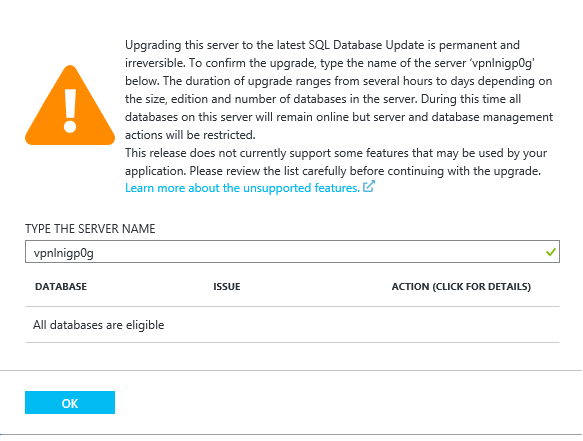 Upgrading this server to the latest SQL Database Update is permanent and
irreversible. To confirm the upgrade, type the name of the server 'vpnlnigp0g'
below. The duration of upgrade ranges from several hours to days depending on
the size, edition and number of databases in the server. During this time all
databases on this server will remain online but server and database management
actions will be restricted.
This release does not currently support some features that may be used by your
application. Please review the list carefully before continuing with the upgrade.
Learn more about the unsupported features.
TYPE THE SERVER NAME
vpnlnigp0g
DATABASE ISSUE ACTION (CLICK FOR DETAILS)
All databases are eligible
OK